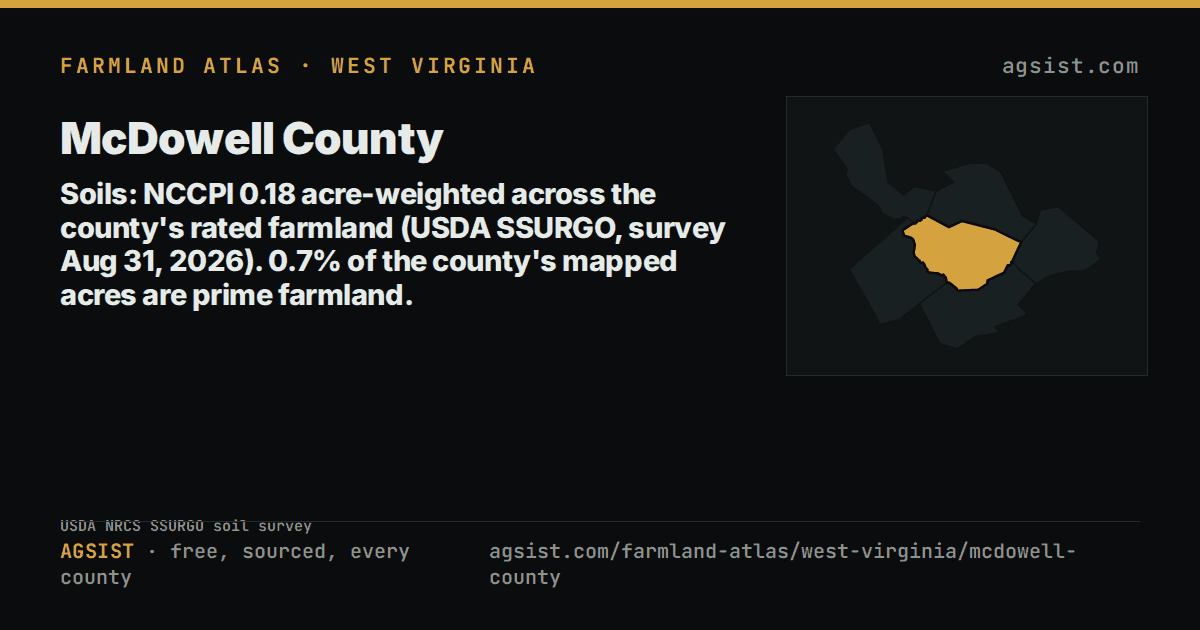 FARMLAND ATLAS · WEST VIRGINIA
agsist.com
McDowell County
Soils: NCCPI 0.18 acre-weighted across the
county's rated farmland (USDA SSURGO, survey
Aug 31, 2026). 0.7% of the county's mapped
acres are prime farmland.
USDA NRCS SSURGO soil survey
AGSIST · free, sourced, every
county
agsist.com/farmland-atlas/west-virginia/mcdowell-
county